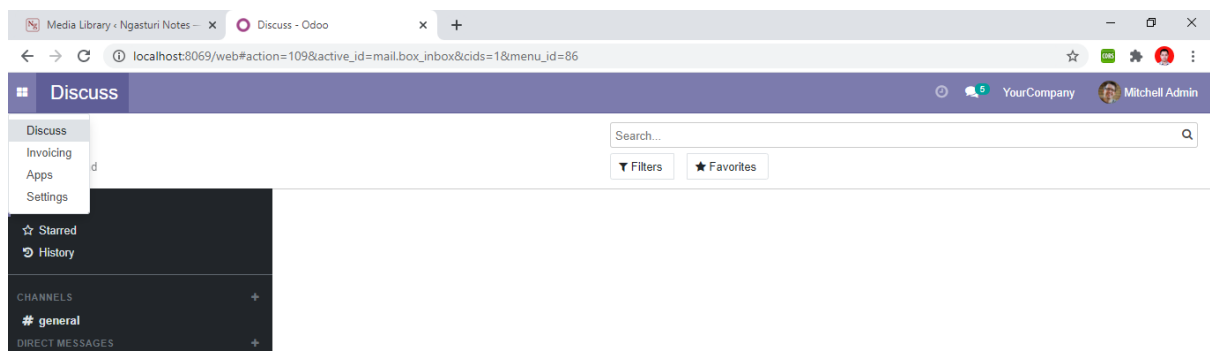 Media Library ‹ Ngasturi Notes – Discuss - Odoo
localhost:8069/web#action=109&active_id=mail.box_inbox&cids=1&menu_id=86
Discuss 5 YourCompany Mitchell Admin
Discuss
Invoicing
Apps
Settings
d
Search...
Filters Favorites
Starred
History
CHANNELS +
# general
DIRECT MESSAGES +